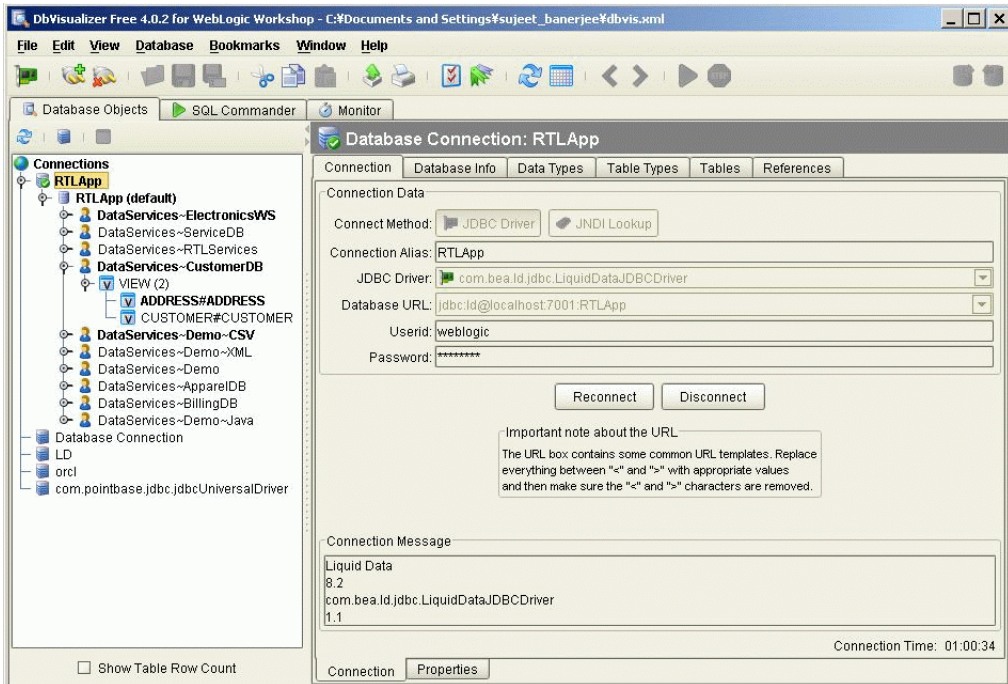 DbVisualizer Free 4.0.2 for WebLogic Workshop - C:¥Documents and Settings¥sujeet_banerjee¥dbvis.xml
File Edit View Database Bookmarks Window Help
STOP
Database Objects SQL Commander Monitor
Connections
RTLApp
RTLApp (default)
DataServices~ElectronicsWS
DataServices~ServiceDB
DataServices~RTLServices
DataServices~CustomerDB
V VIEW (2)
V ADDRESS#ADDRESS
V CUSTOMER#CUSTOMER
DataServices~Demo~CSV
DataServices~Demo~XML
DataServices~Demo
DataServices~ApparelDB
DataServices~BillingDB
DataServices~Demo~Java
Database Connection
LD
orcl
com.pointbase.jdbc.jdbcUniversalDriver
Show Table Row Count
Database Connection: RTLApp
Connection Database Info Data Types Table Types Tables References
Connection Data
Connect Method: JDBC Driver JNDI Lookup
Connection Alias: RTLApp
JDBC Driver: com.bea.ld.jdbc.LiquidDataJDBCDriver
Database URL: jdbc:ld@localhost:7001:RTLApp
Userid: weblogic
Password: ********
Reconnect Disconnect
Important note about the URL
The URL box contains some common URL templates. Replace
everything between "<" and ">" with appropriate values
and then make sure the "<" and ">" characters are removed.
Connection Message
Liquid Data
8.2
com.bea.ld.jdbc.LiquidDataJDBCDriver
1.1
Connection Time: 01:00:34
Connection Properties